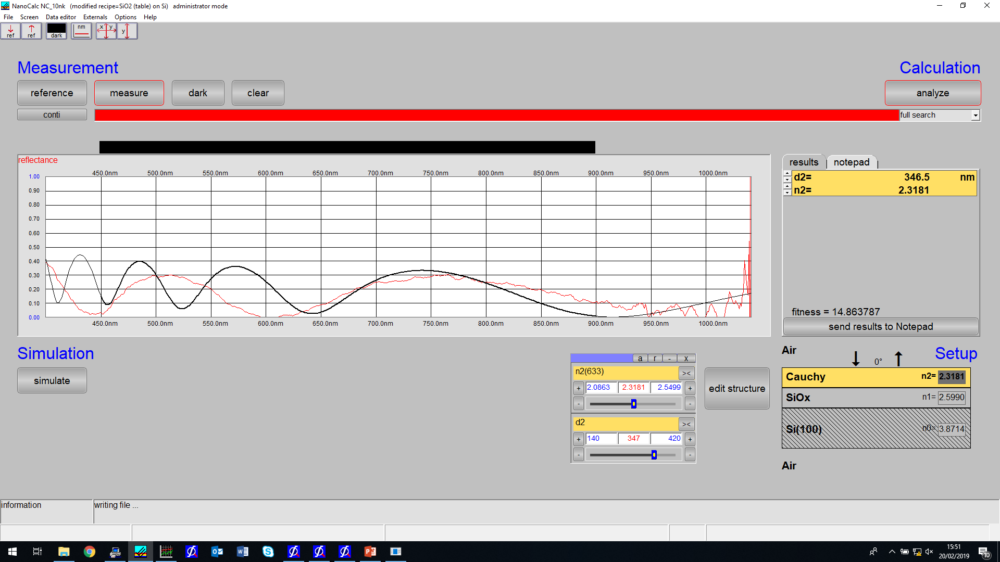 NanoCalc NC_10nk (modified recipe=SiO2 (table) on Si) administrator mode
File Screen Data editor Externals Options Help
ref ref dark nm x y y
Measurement
Calculation
reference measure dark clear
analyze
conti
full search
reflectance
450.0nm 500.0nm 550.0nm 600.0nm 650.0nm 700.0nm 750.0nm 800.0nm 850.0nm 900.0nm 950.0nm 1000.0nm
1.00
0.90
0.80
0.70
0.60
0.50
0.40
0.30
0.20
0.10
0.00
450.0nm 500.0nm 550.0nm 600.0nm 650.0nm 700.0nm 750.0nm 800.0nm 850.0nm 900.0nm 950.0nm 1000.0nm
results notepad
d2= 346.5 nm
n2= 2.3181
fitness = 14.863787
send results to Notepad
Simulation
simulate
a r - x
n2(633) ><
+ 2.0863 2.3181 2.5499 +
- -
d2 ><
+ 140 347 420 +
- -
edit structure
Air
0°
Setup
Cauchy n2= 2.3181
SiOx n1= 2.5990
Si(100) n0= 3.8714
Air
information
writing file ...
15:51
20/02/2019
10